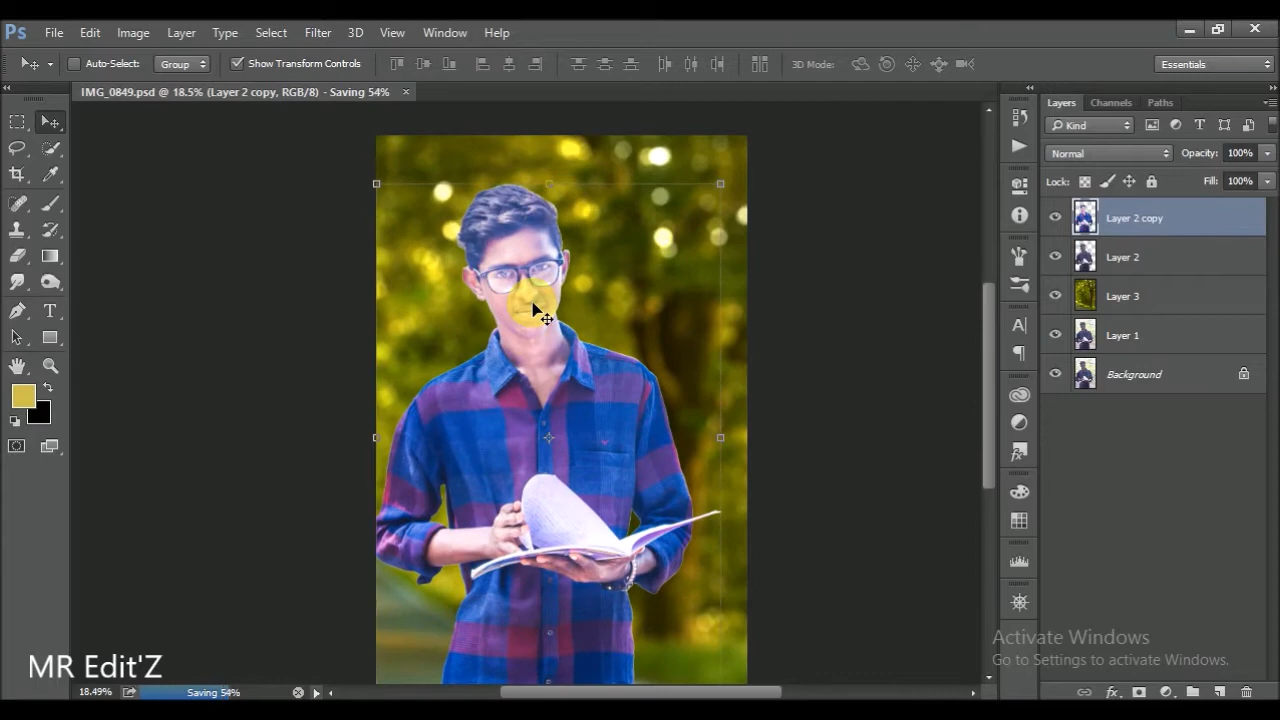 Ps File Edit Image Layer Type Select Filter 3D View Window Help
Auto-Select: Group Show Transform Controls 3D Mode: Essentials
IMG_0849.psd @ 18.5% (Layer 2 copy, RGB/8) - Saving 54% ×
Layers Channels Paths
Kind
Normal Opacity: 100%
Lock: Fill: 100%
Layer 2 copy
Layer 2
Layer 3
Layer 1
Background
Activate Windows
Go to Settings to activate Windows.
MR Edit'Z
18.49% Saving 54%